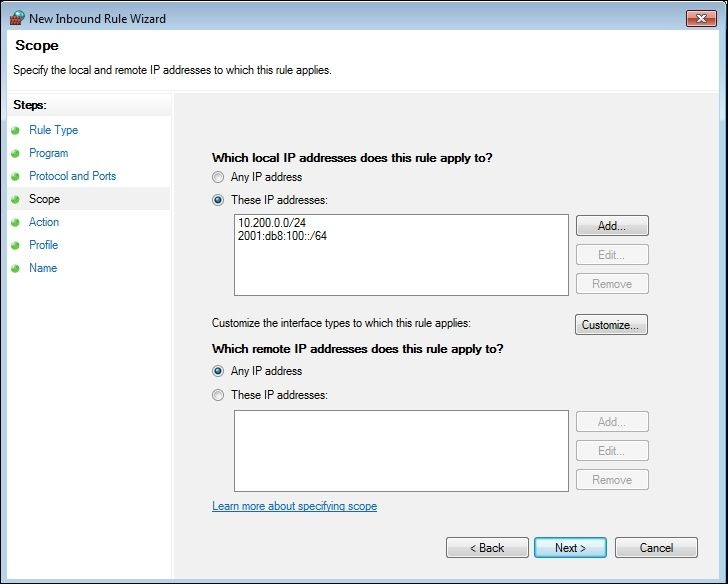 New Inbound Rule Wizard
Scope
Specify the local and remote IP addresses to which this rule applies.
Steps:
Rule Type
Program
Protocol and Ports
Scope
Action
Profile
Name
Which local IP addresses does this rule apply to?
Any IP address
These IP addresses:
10.200.0.0/24
2001:db8:100::/64
Add...
Edit...
Remove
Customize the interface types to which this rule applies:
Customize...
Which remote IP addresses does this rule apply to?
Any IP address
These IP addresses:
Add...
Edit...
Remove
Learn more about specifying scope
< Back
Next >
Cancel